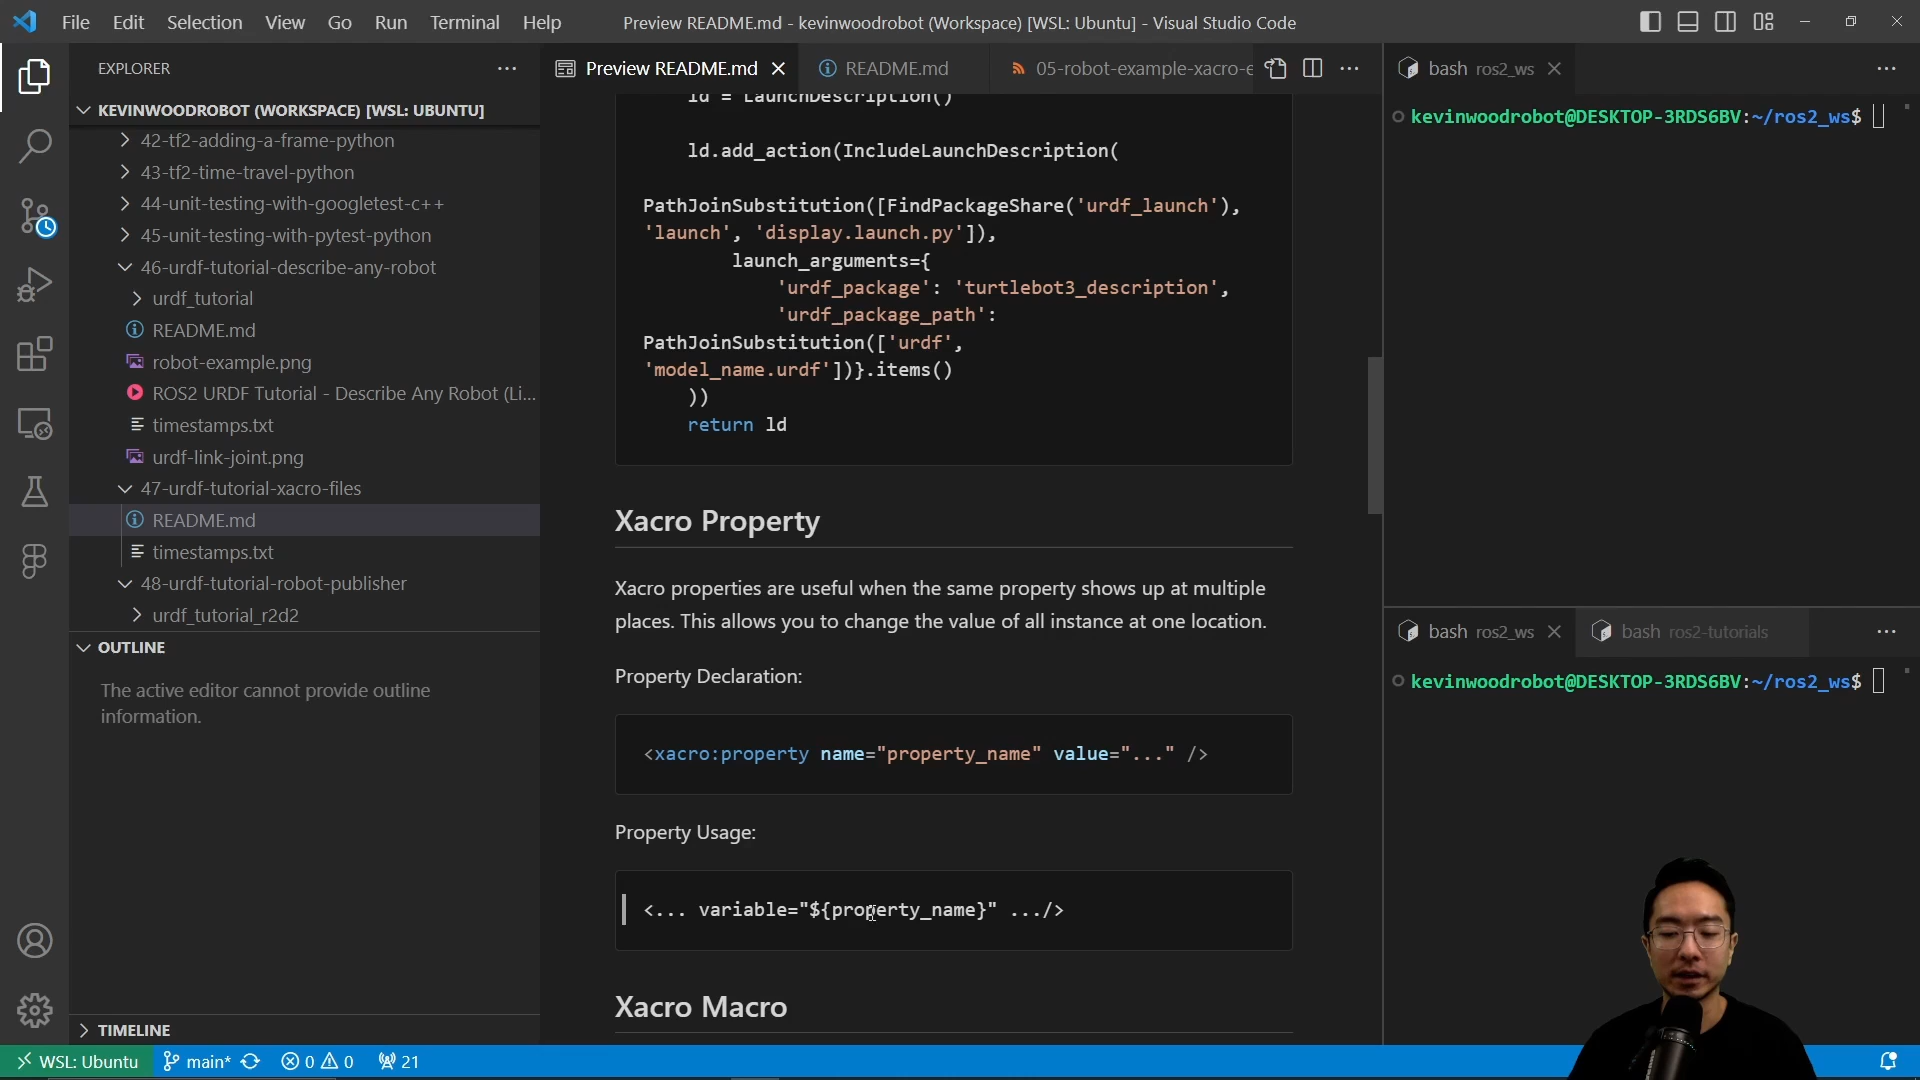 File Edit Selection View Go Run Terminal Help
Preview README.md - kevinwoodrobot (Workspace) [WSL: Ubuntu] - Visual Studio Code
EXPLORER
KEVINWOODROBOT (WORKSPACE) [WSL: UBUNTU]
42-tf2-adding-a-frame-python
43-tf2-time-travel-python
44-unit-testing-with-googletest-c++
45-unit-testing-with-pytest-python
46-urdf-tutorial-describe-any-robot
urdf_tutorial
README.md
robot-example.png
ROS2 URDF Tutorial - Describe Any Robot (Li...
timestamps.txt
urdf-link-joint.png
47-urdf-tutorial-xacro-files
README.md
timestamps.txt
48-urdf-tutorial-robot-publisher
urdf_tutorial_r2d2
OUTLINE
The active editor cannot provide outline
information.
TIMELINE
Preview README.md
README.md
05-robot-example-xacro-e
ld = LaunchDescription()
ld.add_action(IncludeLaunchDescription(
PathJoinSubstitution([FindPackageShare('urdf_launch'),
'launch', 'display.launch.py']),
launch_arguments={
'urdf_package': 'turtlebot3_description',
'urdf_package_path':
PathJoinSubstitution(['urdf',
'model_name.urdf'])}.items()
))
return ld
Xacro Property
Xacro properties are useful when the same property shows up at multiple
places. This allows you to change the value of all instance at one location.
Property Declaration:
<xacro:property name="property_name" value="..." />
Property Usage:
<... variable="${property_name}" .../>
Xacro Macro
bash ros2_ws
kevinwoodrobot@DESKTOP-3RDS6BV:~/ros2_ws$
bash ros2_ws
bash ros2-tutorials
kevinwoodrobot@DESKTOP-3RDS6BV:~/ros2_ws$
WSL: Ubuntu main* 0 0 21